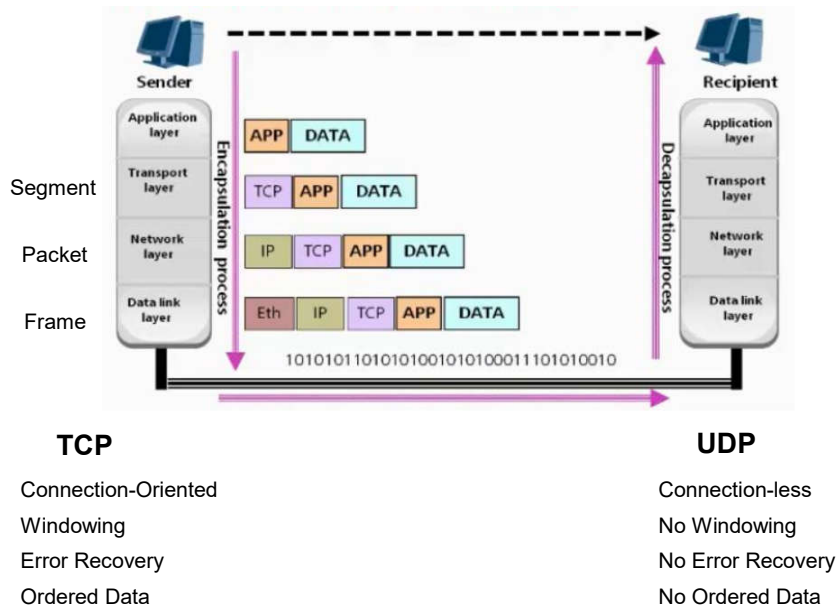 Sender
Recipient
Application
layer
APP DATA
Application
layer
Segment
Transport
layer
TCP APP DATA
Transport
layer
Packet
Network
layer
IP TCP APP DATA
Network
layer
Frame
Data link
layer
Eth IP TCP APP DATA
Data link
layer
Encapsulation process
Decapsulation process
1010101101010100101010001110101​0010
TCP
UDP
Connection-Oriented
Connection-less
Windowing
No Windowing
Error Recovery
No Error Recovery
Ordered Data
No Ordered Data